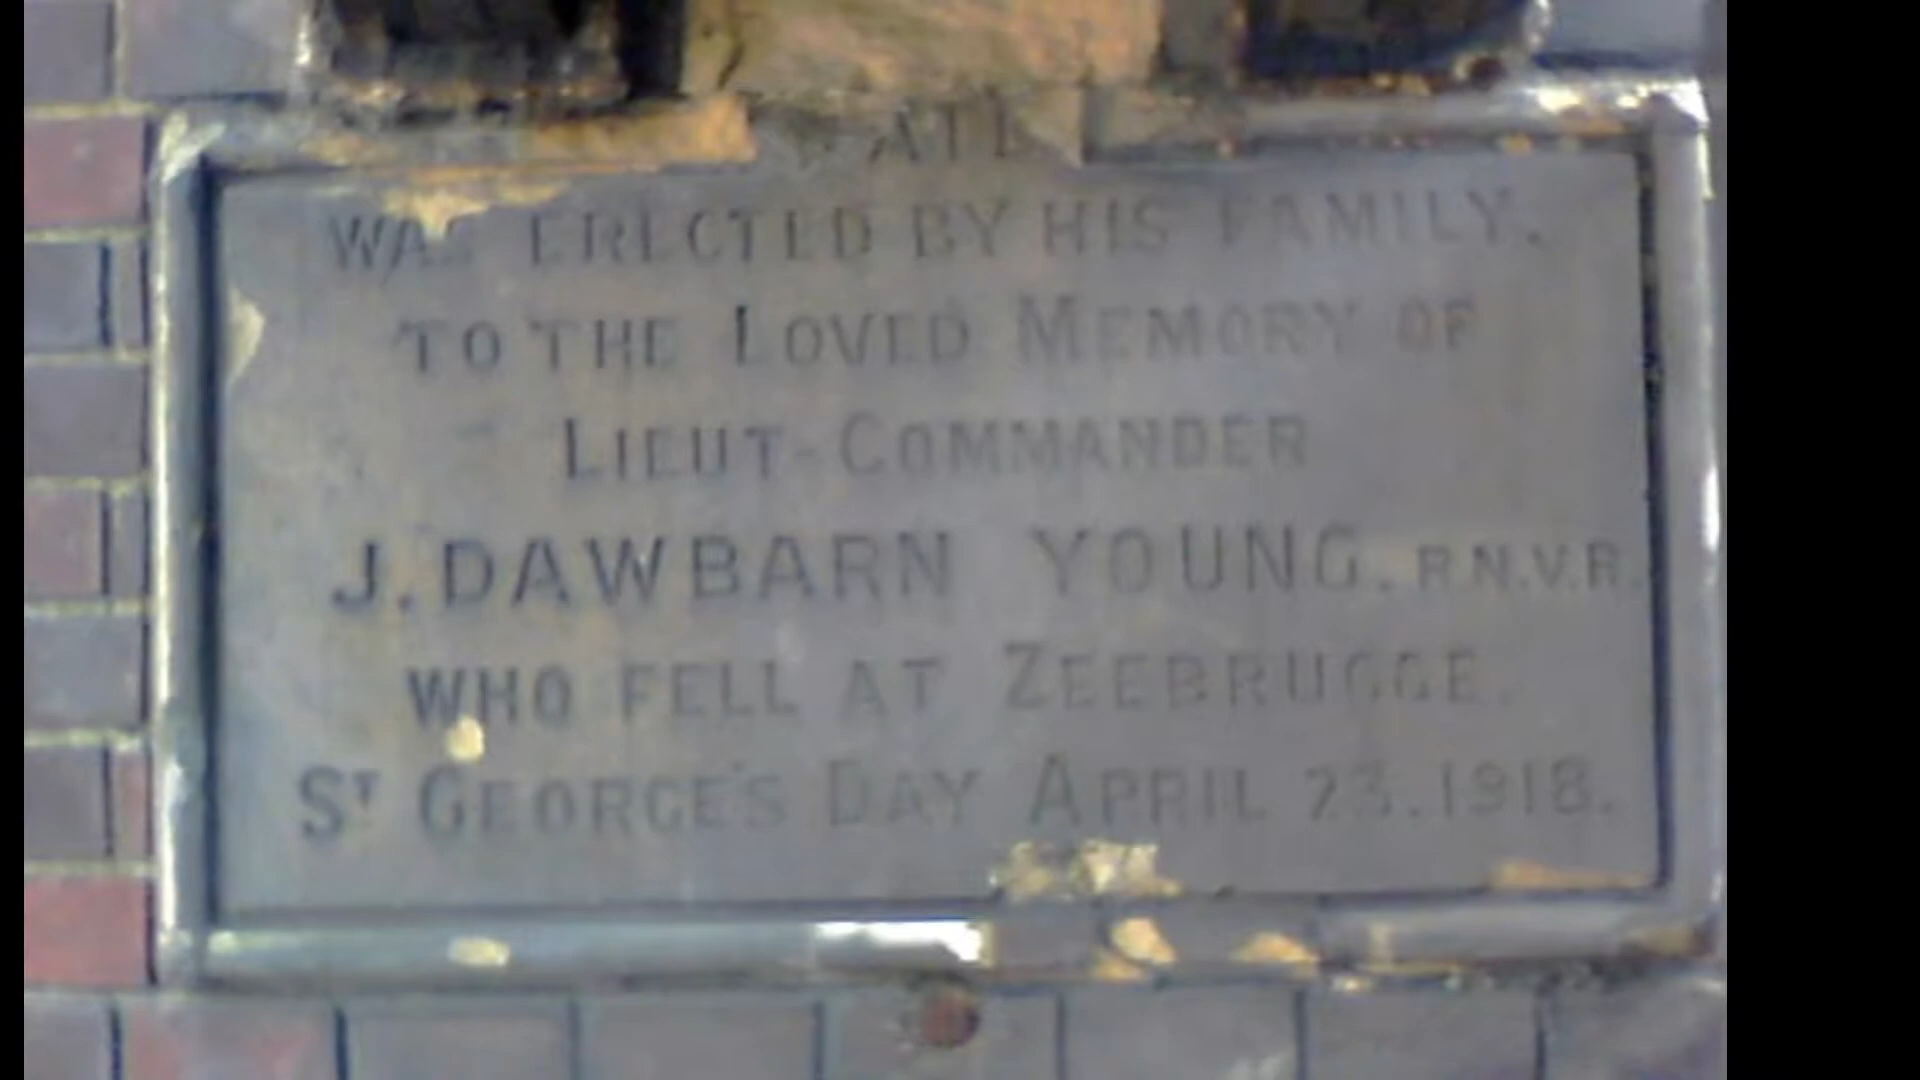 WAS ERECTED BY HIS FAMILY.
TO THE LOVED MEMORY OF
LIEUT-COMMANDER
J. DAWBARN YOUNG. R.N.V.R.
WHO FELL AT ZEEBRUGGE.
ST GEORGE'S DAY APRIL 23. 1918.